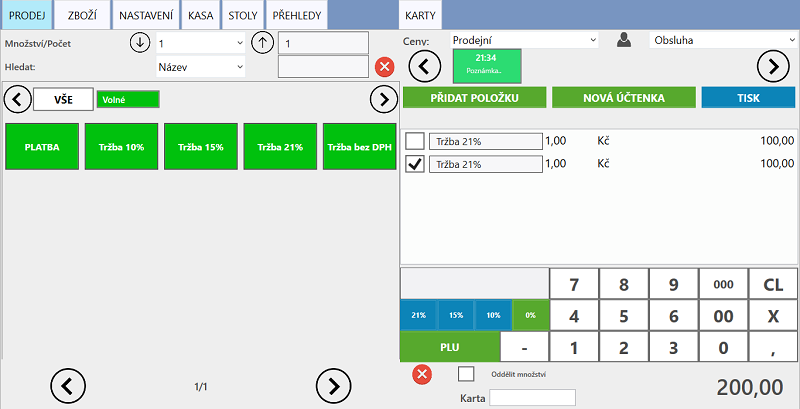 PRODEJ ZBOŽÍ NASTAVENÍ KASA STOLY PŘEHLEDY KARTY
Množství/Počet 1 1 Ceny: Prodejní Obsluha
Hledat: Název
21:34
Poznámka..
VŠE Volné PŘIDAT POLOŽKU NOVÁ ÚČTENKA TISK
PLATBA Tržba 10% Tržba 15% Tržba 21% Tržba bez DPH
Tržba 21% 1,00 Kč 100,00
Tržba 21% 1,00 Kč 100,00
7 8 9 000 CL
21% 15% 10% 0% 4 5 6 00 X
PLU - 1 2 3 0 ,
1/1
Oddělit množství
Karta
200,00